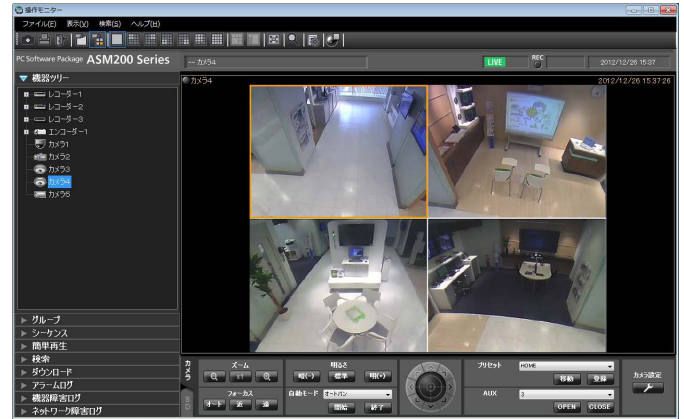 操作モニター
ファイル(F) 表示(V) 検索(S) ヘルプ(H)
PC Software Package ASM200 Series
-- カメラ4
LIVE
REC
2012/12/26 15:37
機器ツリー
カメラ4
2012/12/26 15:37:26
レコーダー1
レコーダー2
レコーダー3
エンコーダー1
カメラ1
カメラ2
カメラ3
カメラ4
カメラ5
グループ
シーケンス
簡単再生
検索
ダウンロード
アラームログ
機器障害ログ
ネットワーク障害ログ
カメラ
SD
ズーム
x1
明るさ
暗(-) 標準 明(+)
フォーカス
オート 近 遠
自動モード オートパン
開始 終了
プリセット HOME
移動 登録
AUX 3
OPEN CLOSE
カメラ設定